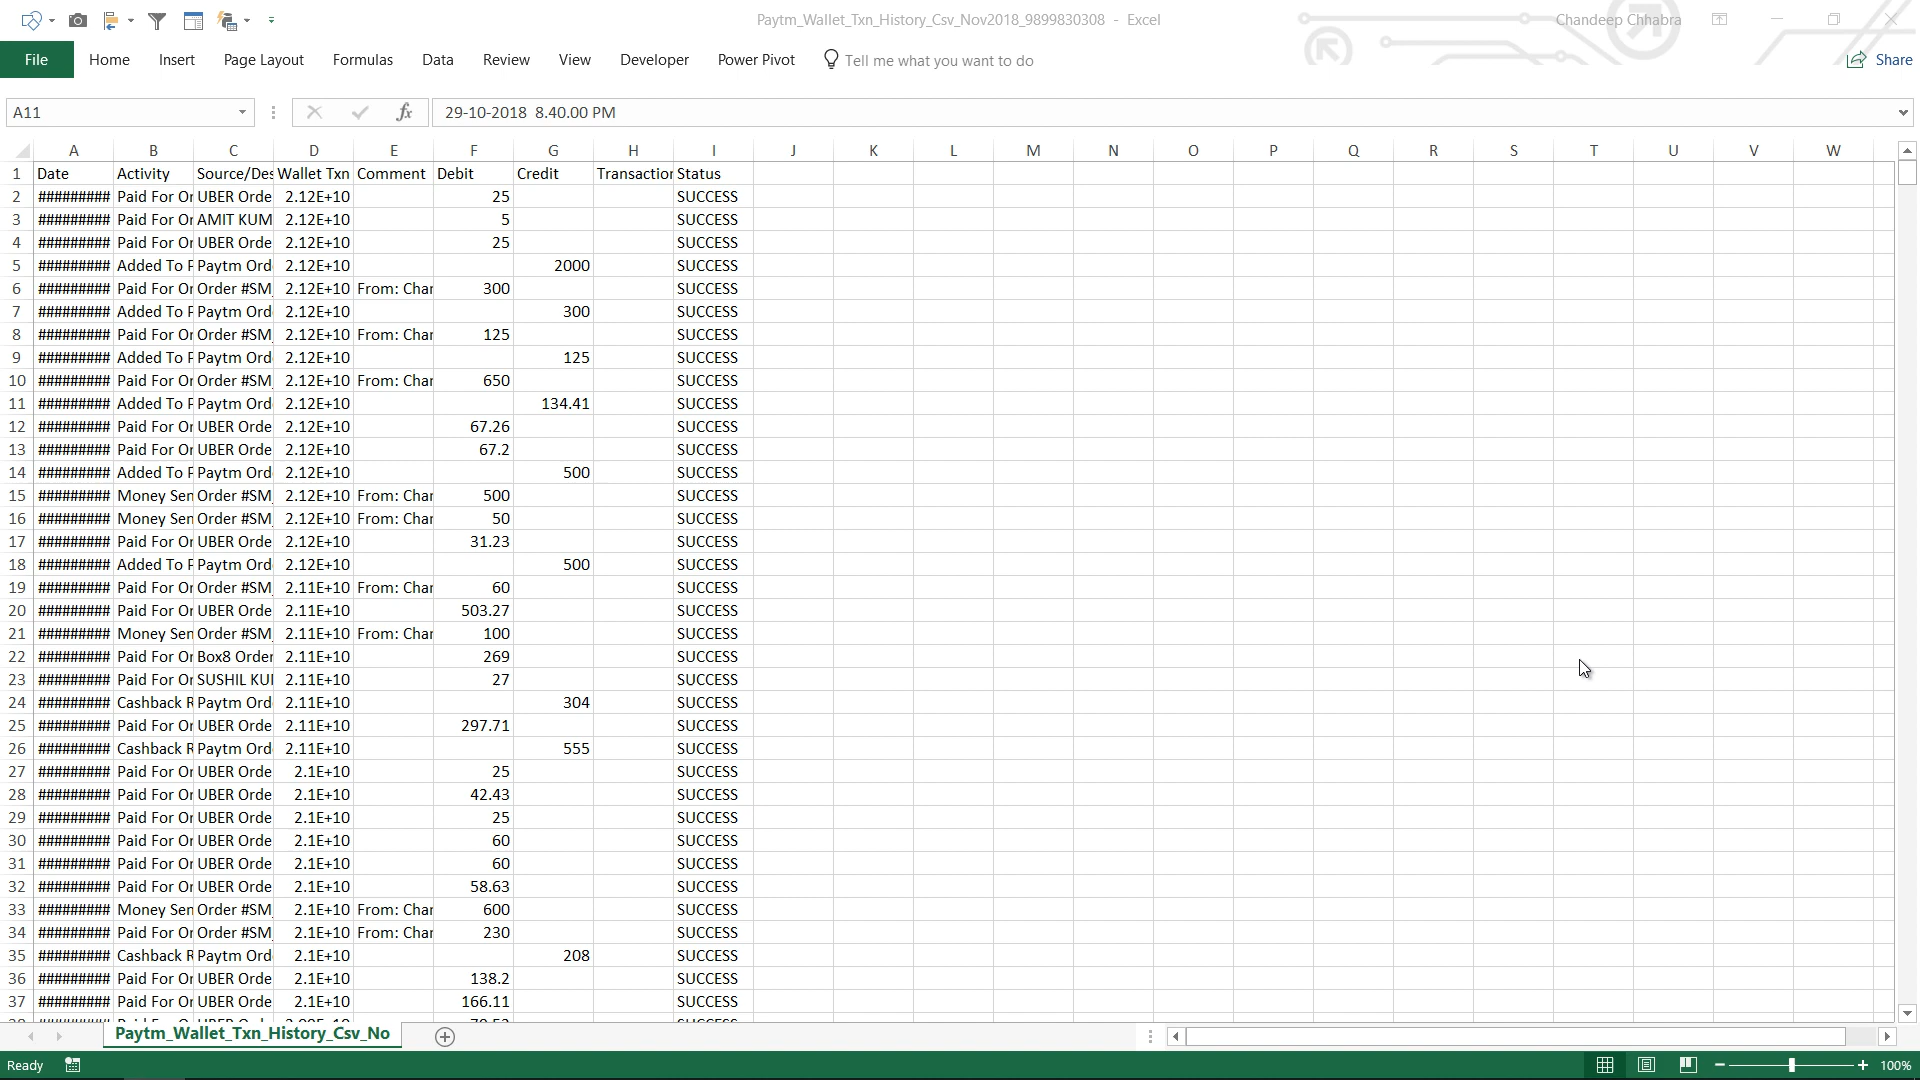 Paytm_Wallet_Txn_History_Csv_Nov2018_9899830308 - Excel
Chandeep Chhabra
File Home Insert Page Layout Formulas Data Review View Developer Power Pivot Tell me what you want to do Share
A11 fx 29-10-2018 8.40.00 PM
A B C D E F G H I J K L M N O P Q R S T U V W
1 Date Activity Source/Des Wallet Txn Comment Debit Credit Transaction Status
2 ######### Paid For Or UBER Orde 2.12E+10 25 SUCCESS
3 ######### Paid For Or AMIT KUM 2.12E+10 5 SUCCESS
4 ######### Paid For Or UBER Orde 2.12E+10 25 SUCCESS
5 ######### Added To P Paytm Ord 2.12E+10 2000 SUCCESS
6 ######### Paid For Or Order #SM_ 2.12E+10 From: Char 300 SUCCESS
7 ######### Added To P Paytm Ord 2.12E+10 300 SUCCESS
8 ######### Paid For Or Order #SM_ 2.12E+10 From: Char 125 SUCCESS
9 ######### Added To P Paytm Ord 2.12E+10 125 SUCCESS
10 ######### Paid For Or Order #SM_ 2.12E+10 From: Char 650 SUCCESS
11 ######### Added To P Paytm Ord 2.12E+10 134.41 SUCCESS
12 ######### Paid For Or UBER Orde 2.12E+10 67.26 SUCCESS
13 ######### Paid For Or UBER Orde 2.12E+10 67.2 SUCCESS
14 ######### Added To P Paytm Ord 2.12E+10 500 SUCCESS
15 ######### Money Sen Order #SM_ 2.12E+10 From: Char 500 SUCCESS
16 ######### Money Sen Order #SM_ 2.12E+10 From: Char 50 SUCCESS
17 ######### Paid For Or UBER Orde 2.12E+10 31.23 SUCCESS
18 ######### Added To P Paytm Ord 2.12E+10 500 SUCCESS
19 ######### Paid For Or Order #SM_ 2.11E+10 From: Char 60 SUCCESS
20 ######### Paid For Or UBER Orde 2.11E+10 503.27 SUCCESS
21 ######### Money Sen Order #SM_ 2.11E+10 From: Char 100 SUCCESS
22 ######### Paid For Or Box8 Order 2.11E+10 269 SUCCESS
23 ######### Paid For Or SUSHIL KUI 2.11E+10 27 SUCCESS
24 ######### Cashback R Paytm Ord 2.11E+10 304 SUCCESS
25 ######### Paid For Or UBER Orde 2.11E+10 297.71 SUCCESS
26 ######### Cashback R Paytm Ord 2.11E+10 555 SUCCESS
27 ######### Paid For Or UBER Orde 2.1E+10 25 SUCCESS
28 ######### Paid For Or UBER Orde 2.1E+10 42.43 SUCCESS
29 ######### Paid For Or UBER Orde 2.1E+10 25 SUCCESS
30 ######### Paid For Or UBER Orde 2.1E+10 60 SUCCESS
31 ######### Paid For Or UBER Orde 2.1E+10 60 SUCCESS
32 ######### Paid For Or UBER Orde 2.1E+10 58.63 SUCCESS
33 ######### Money Sen Order #SM_ 2.1E+10 From: Char 600 SUCCESS
34 ######### Paid For Or Order #SM_ 2.1E+10 From: Char 230 SUCCESS
35 ######### Cashback R Paytm Ord 2.1E+10 208 SUCCESS
36 ######### Paid For Or UBER Orde 2.1E+10 138.2 SUCCESS
37 ######### Paid For Or UBER Orde 2.1E+10 166.11 SUCCESS
Paytm_Wallet_Txn_History_Csv_No
Ready 100%